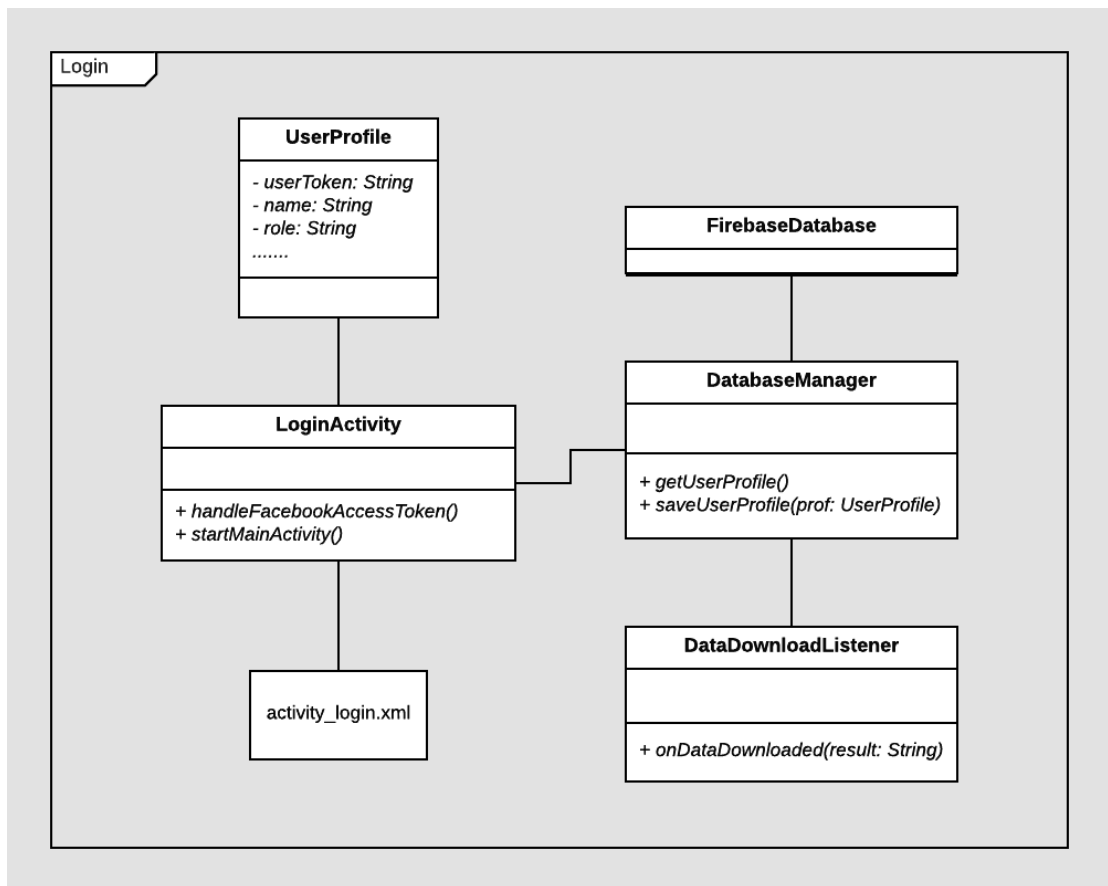 Login
UserProfile
- userToken: String
- name: String
- role: String
.......
FirebaseDatabase
DatabaseManager
+ getUserProfile()
+ saveUserProfile(prof: UserProfile)
LoginActivity
+ handleFacebookAccessToken()
+ startMainActivity()
DataDownloadListener
+ onDataDownloaded(result: String)
activity_login.xml